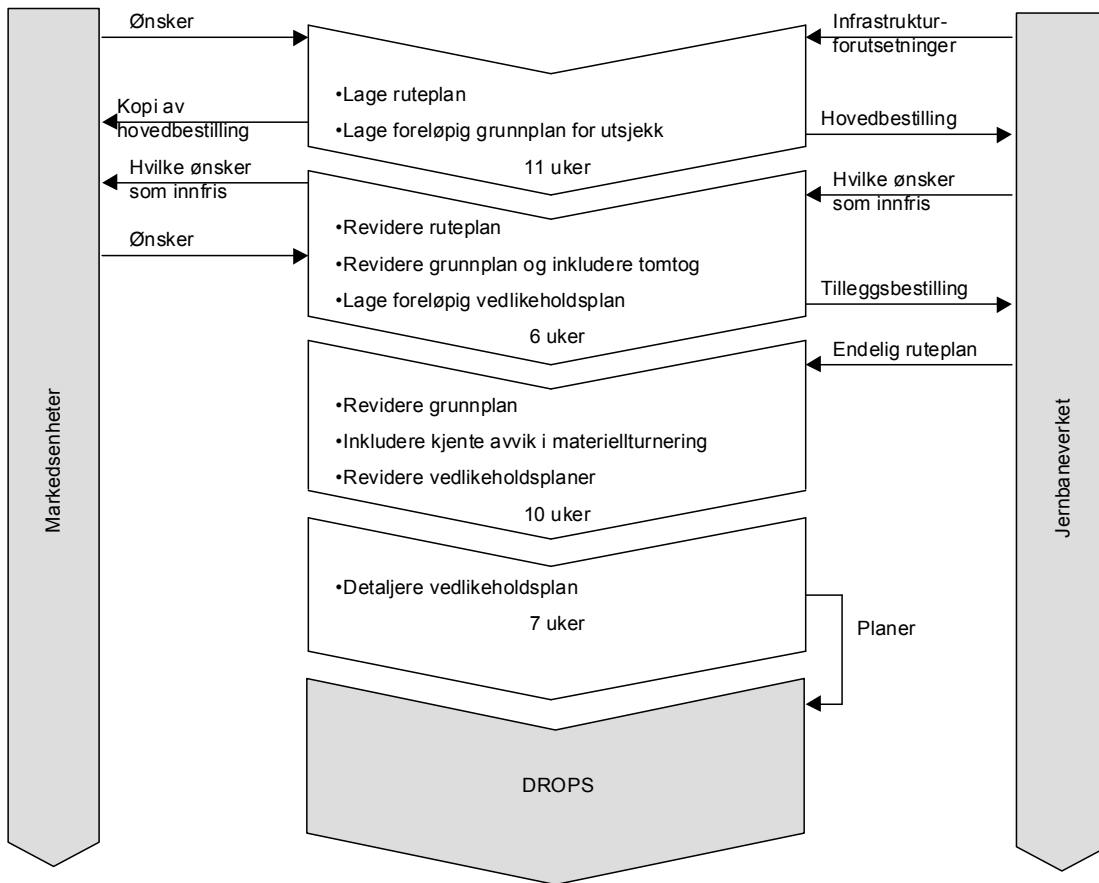 Ønsker
Infrastruktur-
forutsetninger
•Lage ruteplan
Kopi av
hovedbestilling
Hovedbestilling
•Lage foreløpig grunnplan for utsjekk
11 uker
Hvilke ønsker
som innfris
Hvilke ønsker
som innfris
•Revidere ruteplan
Ønsker
•Revidere grunnplan og inkludere tomtog
Tilleggsbestilling
•Lage foreløpig vedlikeholdsplan
6 uker
Endelig ruteplan
•Revidere grunnplan
•Inkludere kjente avvik i materiellturnering
•Revidere vedlikeholdsplaner
10 uker
Markedsenheter
Jernbaneverket
•Detaljere vedlikeholdsplan
7 uker
Planer
DROPS